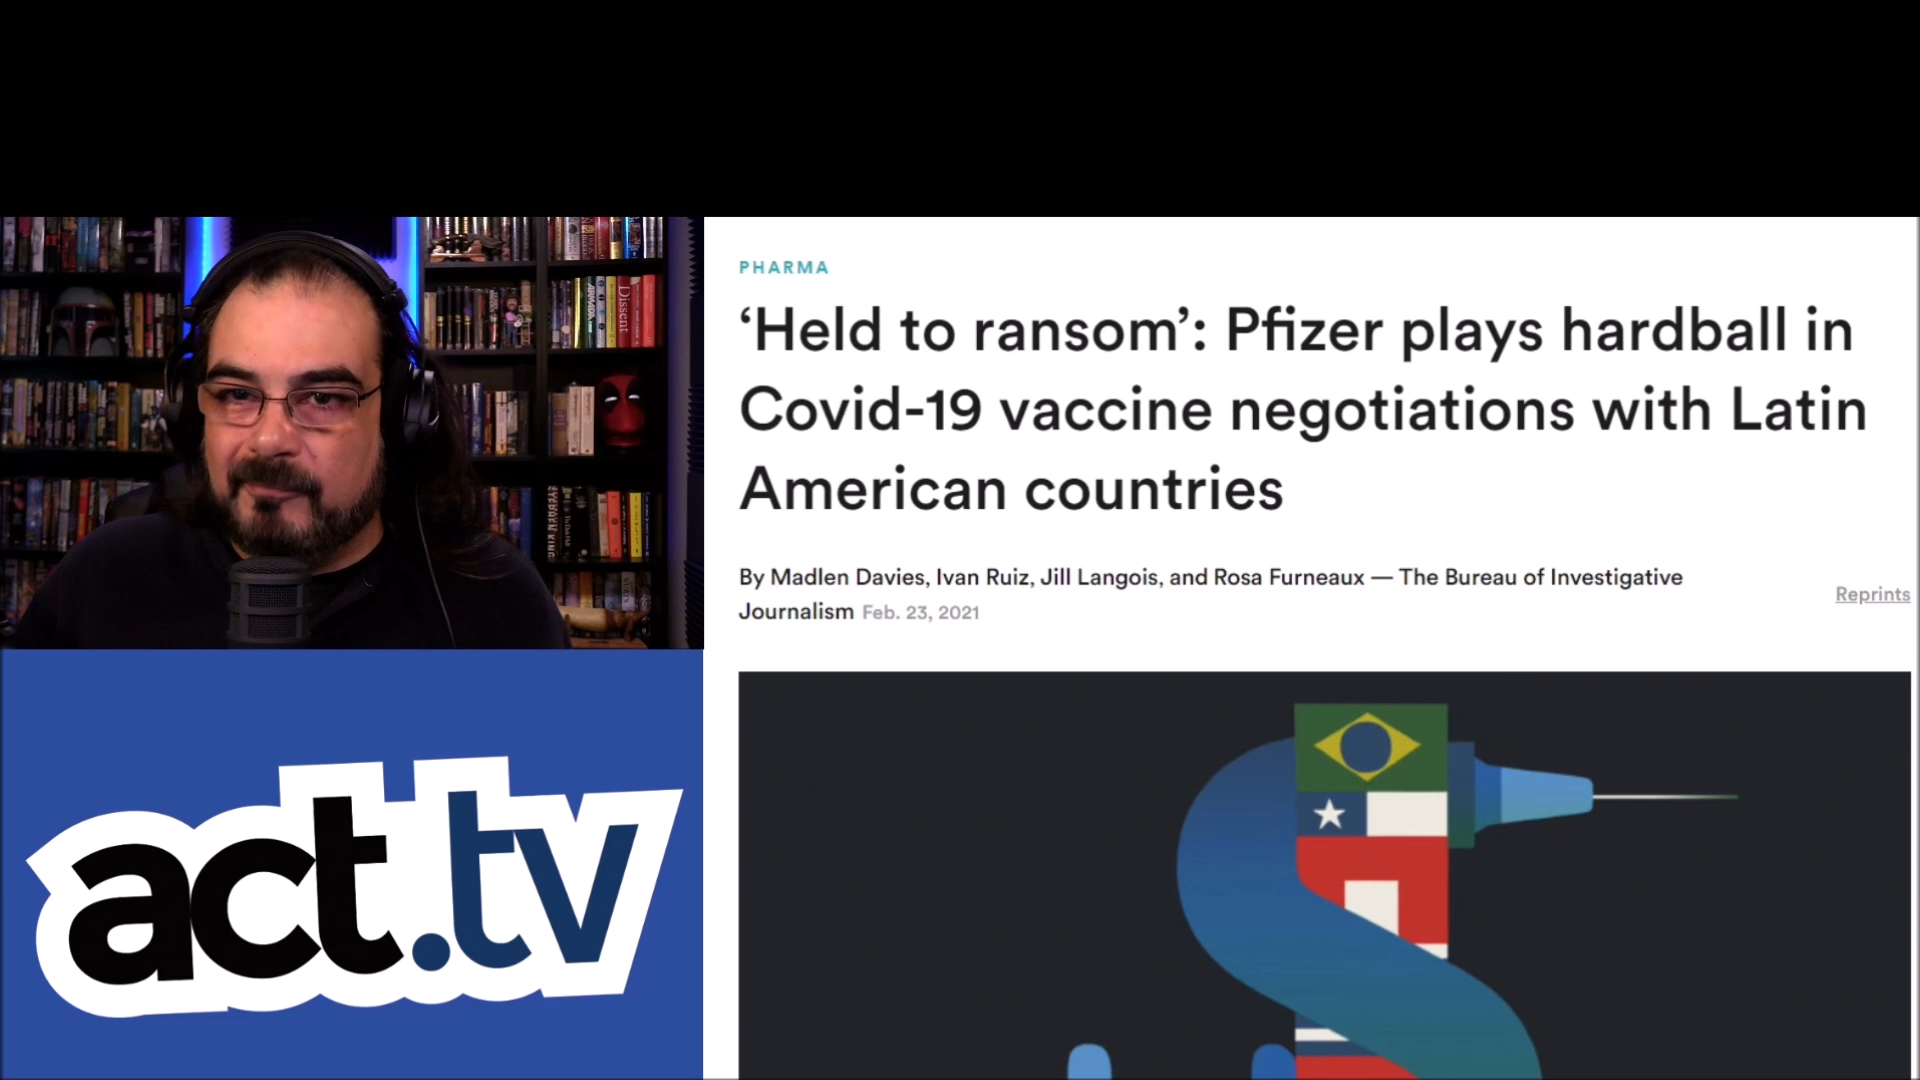 PHARMA
‘Held to ransom’: Pfizer plays hardball in
Covid-19 vaccine negotiations with Latin
American countries
By Madlen Davies, Ivan Ruiz, Jill Langois, and Rosa Furneaux — The Bureau of Investigative
Journalism Feb. 23, 2021
Reprints
Dissent
act.tv